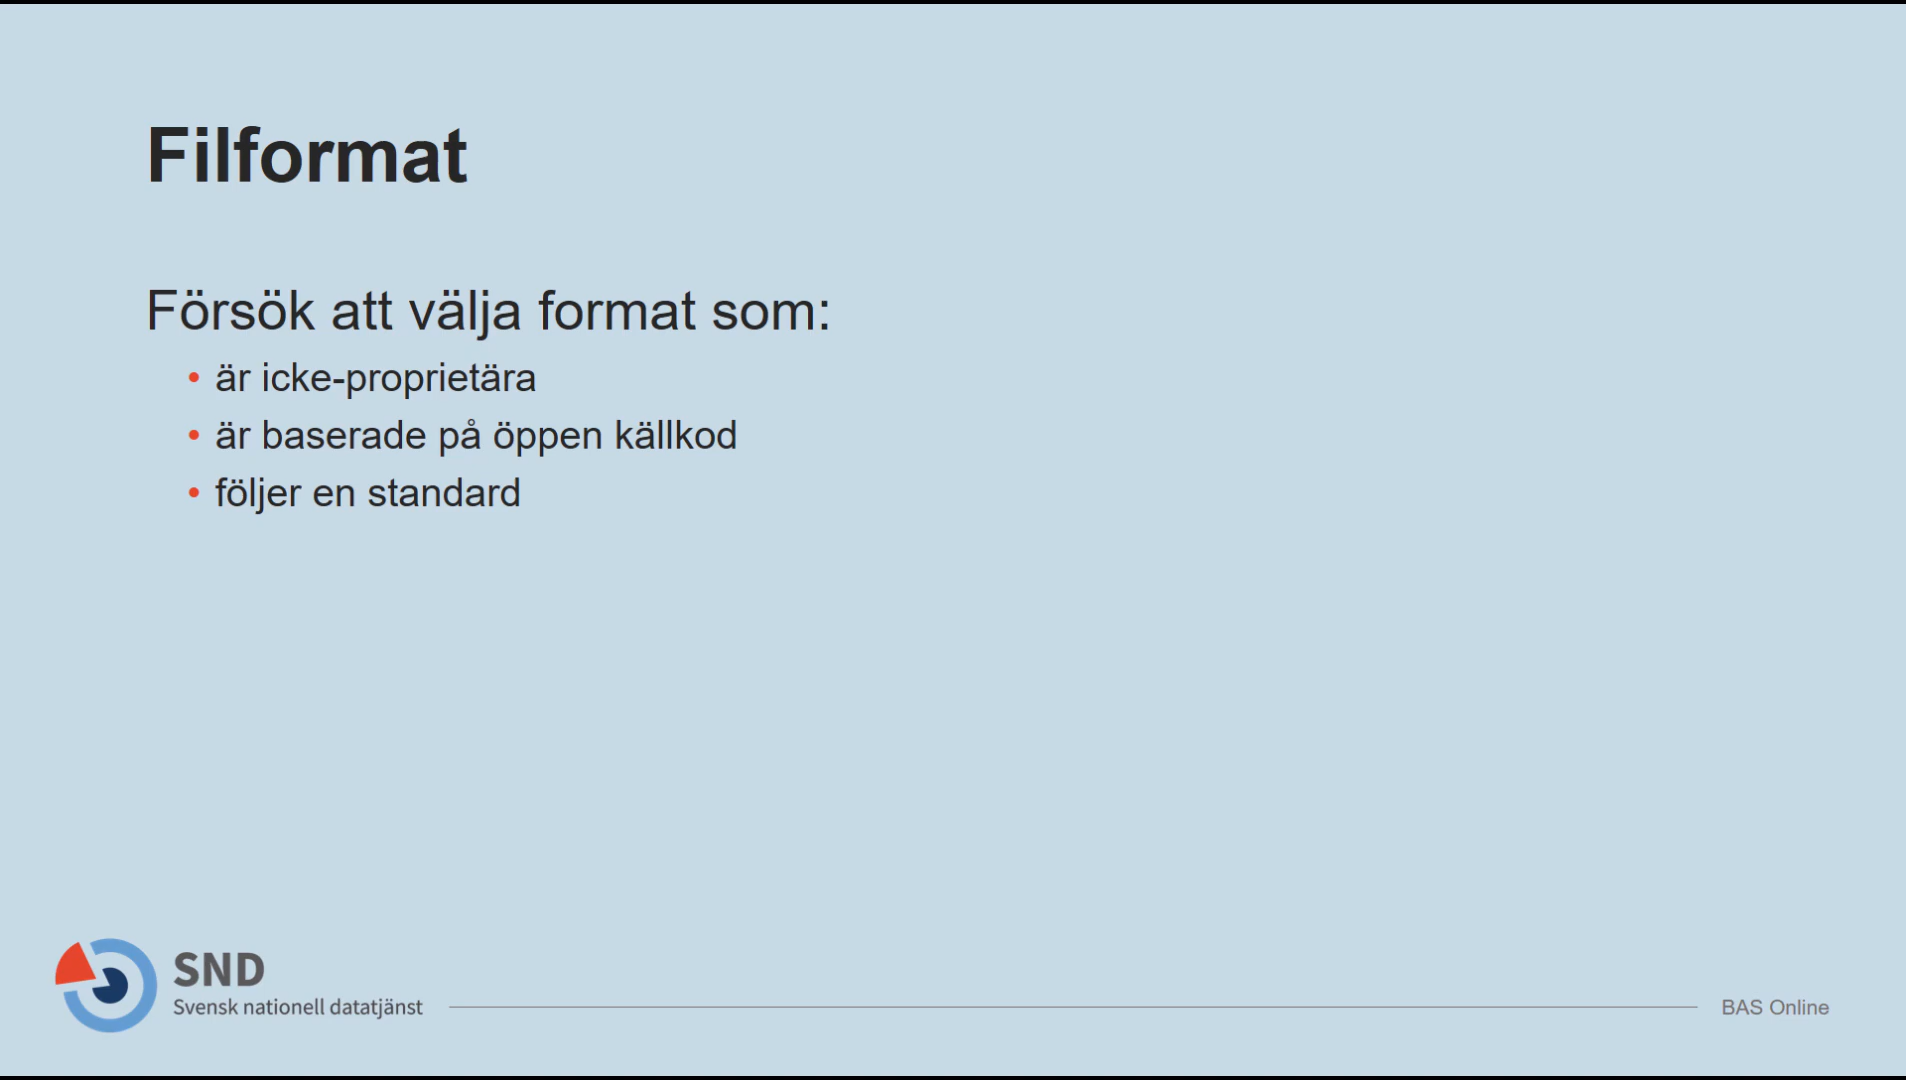 Filformat
Försök att välja format som:
• är icke-proprietära
• är baserade på öppen källkod
• följer en standard
SND
Svensk nationell datatjänst
BAS Online